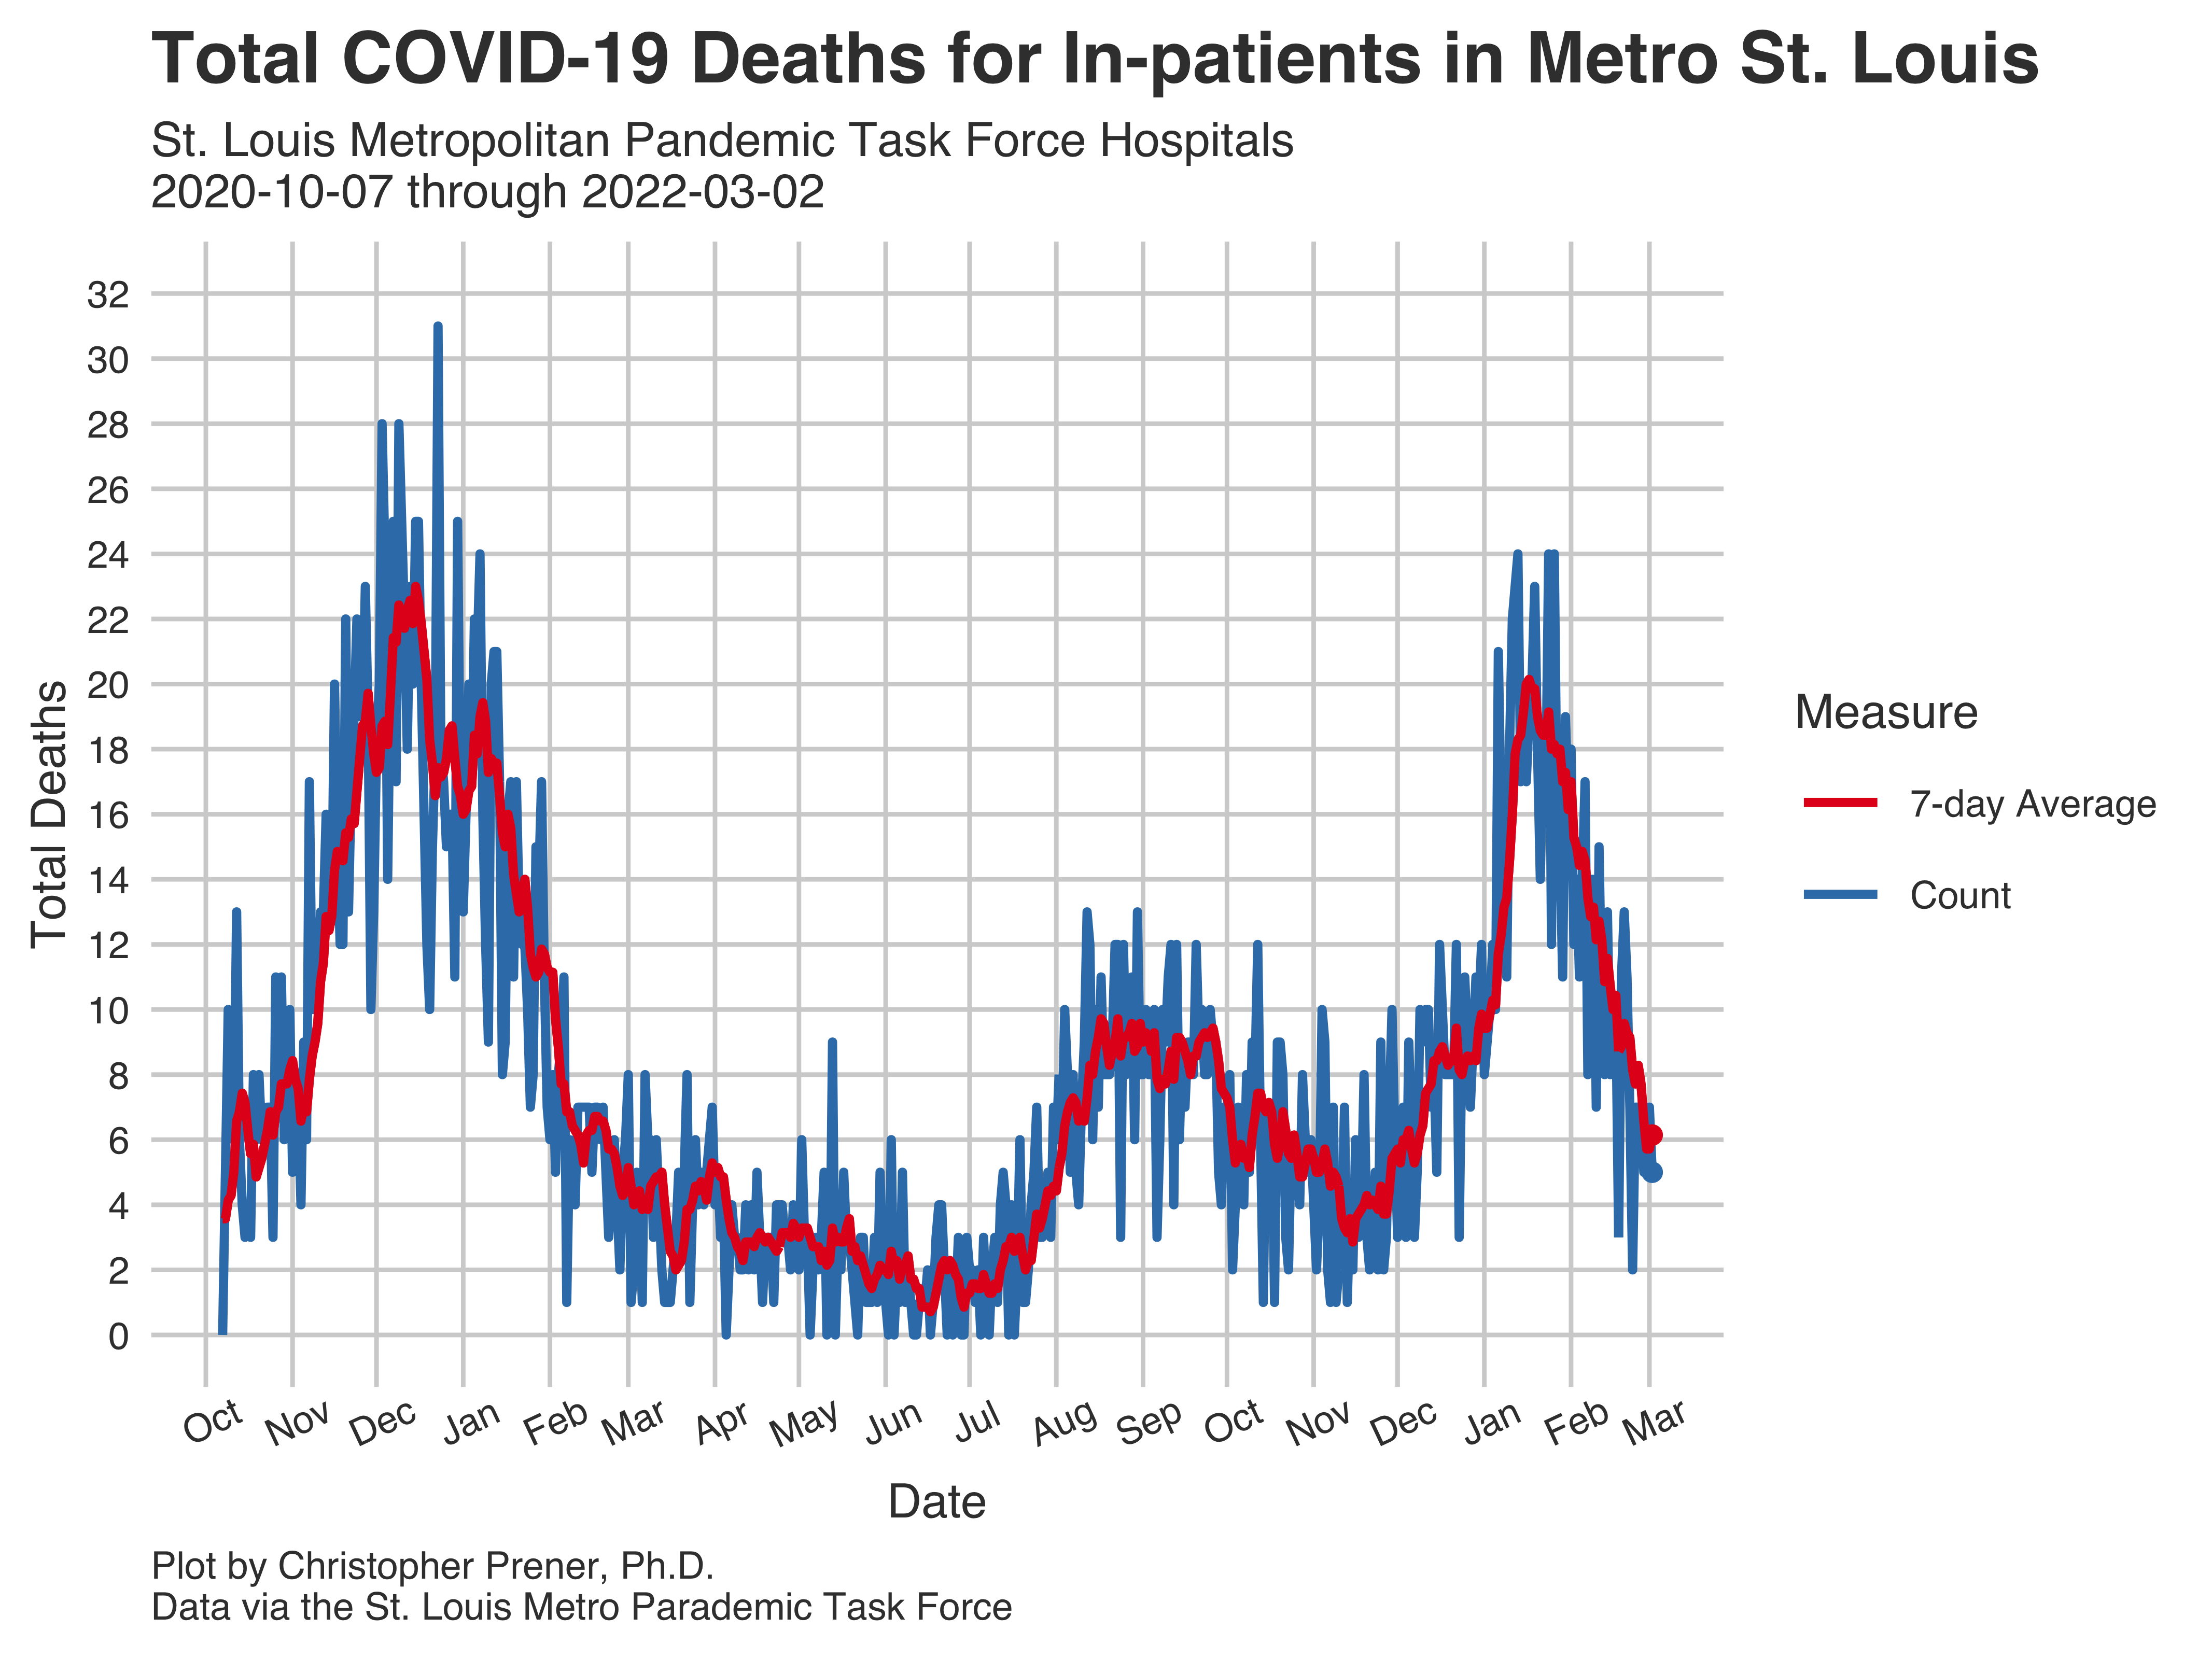 Total COVID-19 Deaths for In-patients in Metro St. Louis
St. Louis Metropolitan Pandemic Task Force Hospitals
2020-10-07 through 2022-03-02
32
30
28
26
24
22
20
18
16
14
12
10
8
6
4
2
0
Total Deaths
Oct Nov Dec Jan Feb Mar Apr May Jun Jul Aug Sep Oct Nov Dec Jan Feb Mar
Date
Measure
7-day Average
Count
Plot by Christopher Prener, Ph.D.
Data via the St. Louis Metro Parademic Task Force